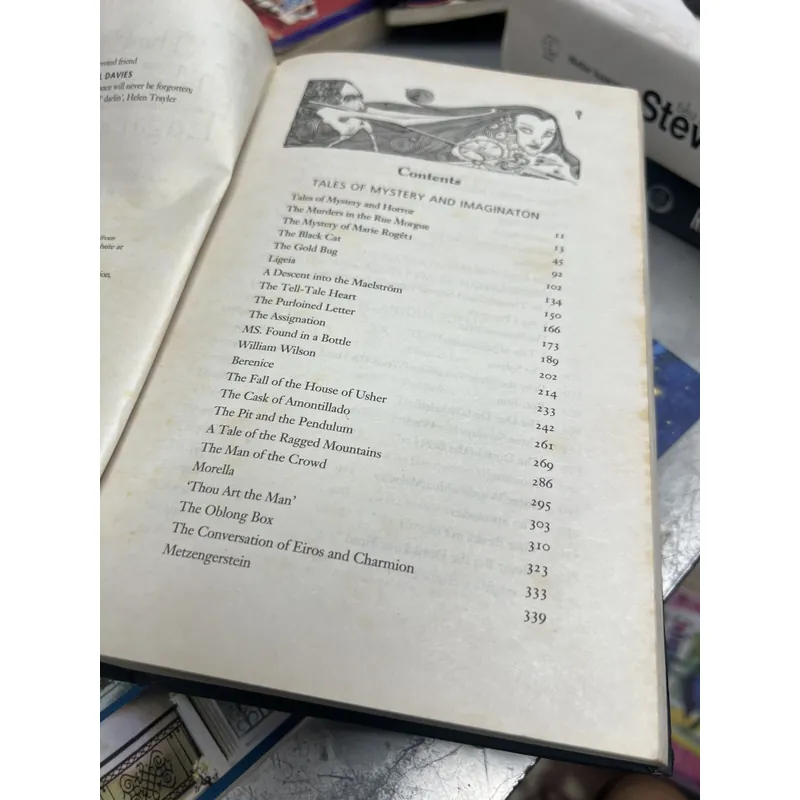 friend
L DAVIES
will never be forgotten;
darlin', Helen Trayler
Stev
Contents
TALES OF MYSTERY AND IMAGINATON
Tales of Mystery and Horror 11
The Murders in the Rue Morgue 13
The Mystery of Marie Rogêt1 45
The Black Cat 92
The Gold Bug 102
Ligeia 134
A Descent into the Maelström 150
The Tell-Tale Heart 166
The Purloined Letter 173
The Assignation 189
MS. Found in a Bottle 202
William Wilson 214
Berenice 233
The Fall of the House of Usher 242
The Cask of Amontillado 261
The Pit and the Pendulum 269
A Tale of the Ragged Mountains 286
The Man of the Crowd 295
Morella 303
‘Thou Art the Man’ 310
The Oblong Box 323
The Conversation of Eiros and Charmion 333
Metzengerstein 339